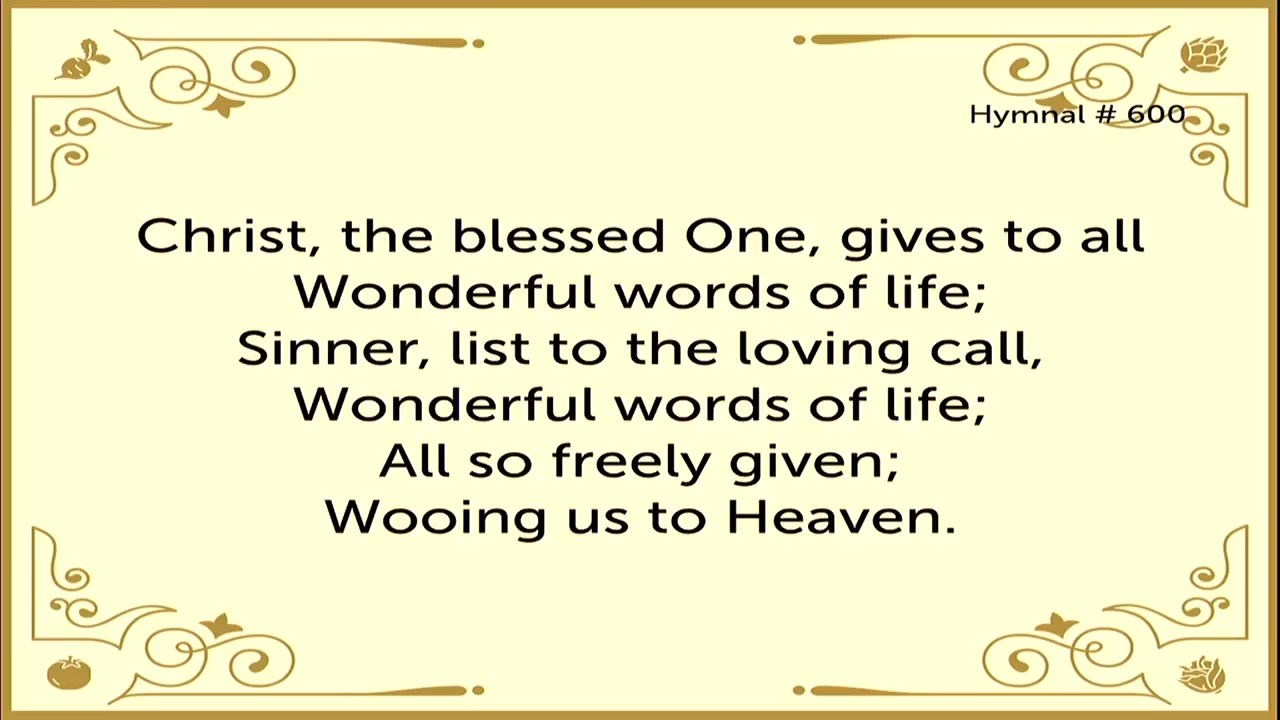 Hymnal # 600
Christ, the blessed One, gives to all
Wonderful words of life;
Sinner, list to the loving call,
Wonderful words of life;
All so freely given;
Wooing us to Heaven.